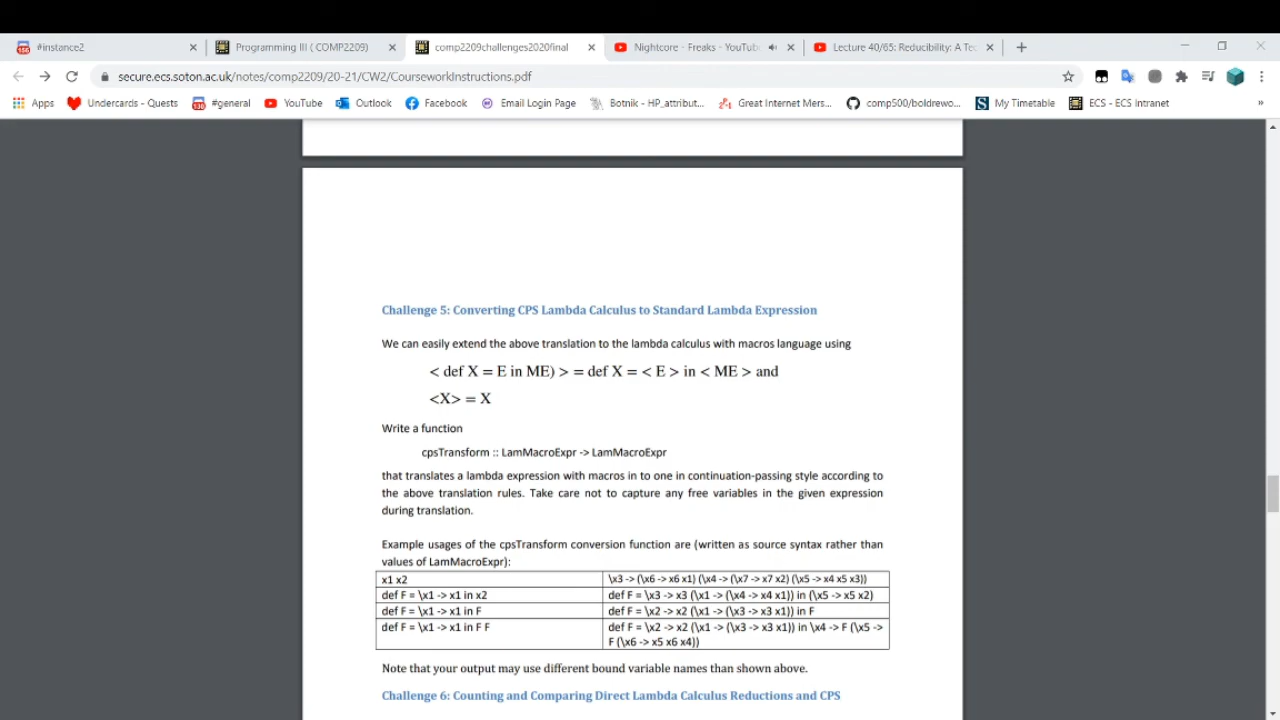 #instance2
Programming III ( COMP2209)
comp2209challenges2020final
Nightcore - Freaks - YouTub
Lecture 40/65: Reducibility: A Te
secure.ecs.soton.ac.uk/notes/comp2209/20-21/CW2/CourseworkInstructions.pdf
Apps
Undercards - Quests
#general
YouTube
Outlook
Facebook
Email Login Page
Botnik - HP_attribut...
Great Internet Mers...
comp500/boldrewo...
My Timetable
ECS - ECS Intranet
»
Challenge 5: Converting CPS Lambda Calculus to Standard Lambda Expression
We can easily extend the above translation to the lambda calculus with macros language using
< def X = E in ME) > = def X = < E > in < ME > and
<X> = X
Write a function
cpsTransform :: LamMacroExpr -> LamMacroExpr
that translates a lambda expression with macros in to one in continuation-passing style according to
the above translation rules. Take care not to capture any free variables in the given expression
during translation.
Example usages of the cpsTransform conversion function are (written as source syntax rather than
values of LamMacroExpr):
x1 x2
\x3 -> (\x6 -> x6 x1) (\x4 -> (\x7 -> x7 x2) (\x5 -> x4 x5 x3))
def F = \x1 -> x1 in x2
def F = \x3 -> x3 (\x1 -> (\x4 -> x4 x1)) in (\x5 -> x5 x2)
def F = \x1 -> x1 in F
def F = \x2 -> x2 (\x1 -> (\x3 -> x3 x1)) in F
def F = \x1 -> x1 in F F
def F = \x2 -> x2 (\x1 -> (\x3 -> x3 x1)) in \x4 -> F (\x5 ->
F (\x6 -> x5 x6 x4))
Note that your output may use different bound variable names than shown above.
Challenge 6: Counting and Comparing Direct Lambda Calculus Reductions and CPS